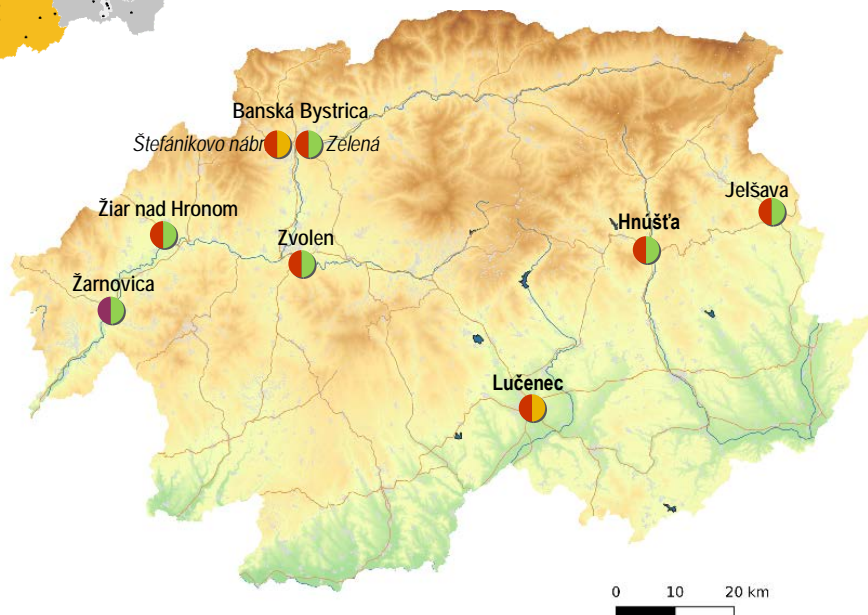 Banská Bystrica
Štefánikovo nábr
Zelená
Jelšava
Žiar nad Hronom
Hnúšťa
Zvolen
Žarnovica
Lučenec
0 10 20 km